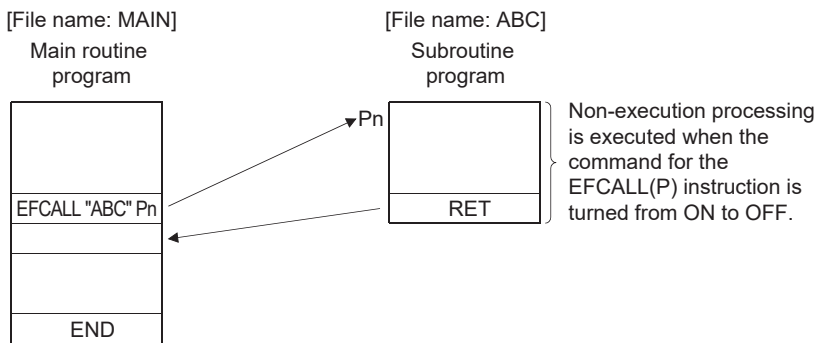 [File name: MAIN]
Main routine
program
EFCALL "ABC" Pn
END
[File name: ABC]
Subroutine
program
Pn
RET
Non-execution processing
is executed when the
command for the
EFCALL(P) instruction is
turned from ON to OFF.